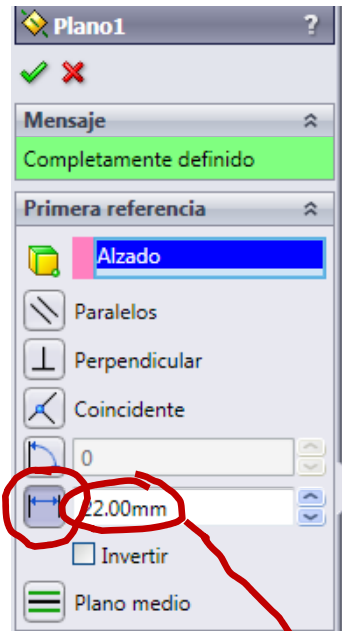 Plano1 ?
Mensaje
Completamente definido
Primera referencia
Alzado
Paralelos
Perpendicular
Coincidente
0
22.00mm
Invertir
Plano medio